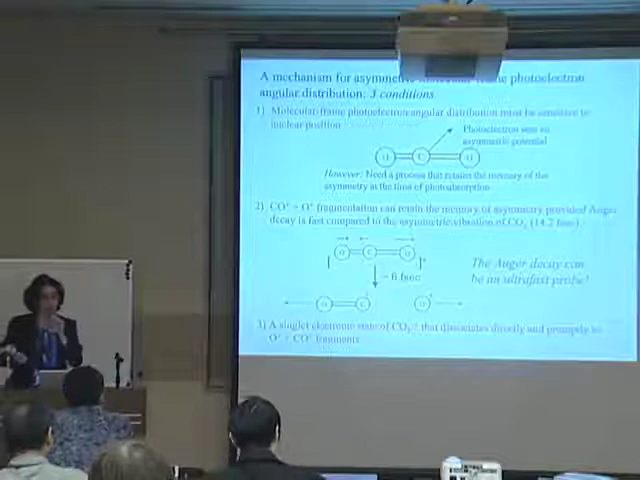 A mechanism for asymmetric molecular frame photoelectron
angular distribution: 3 conditions
1) Molecular frame photoelectron angular distribution must be sensitive to
nuclear position
Photoelectron sees an
asymmetric potential
O C O
However: Need a process that retains the memory of the
asymmetry at the time of photoabsorption
2) CO⁺ + O⁺ fragmentation can retain the memory of asymmetry provided Auger
decay is fast compared to the asymmetric vibration of CO₂ (14.2 fsec)
O C O
~ 6 fsec
The Auger decay can
be an ultrafast probe!
O C O
3) A singlet electronic state of CO₂ that dissociates directly and promptly to
O⁺ + CO⁺ fragments